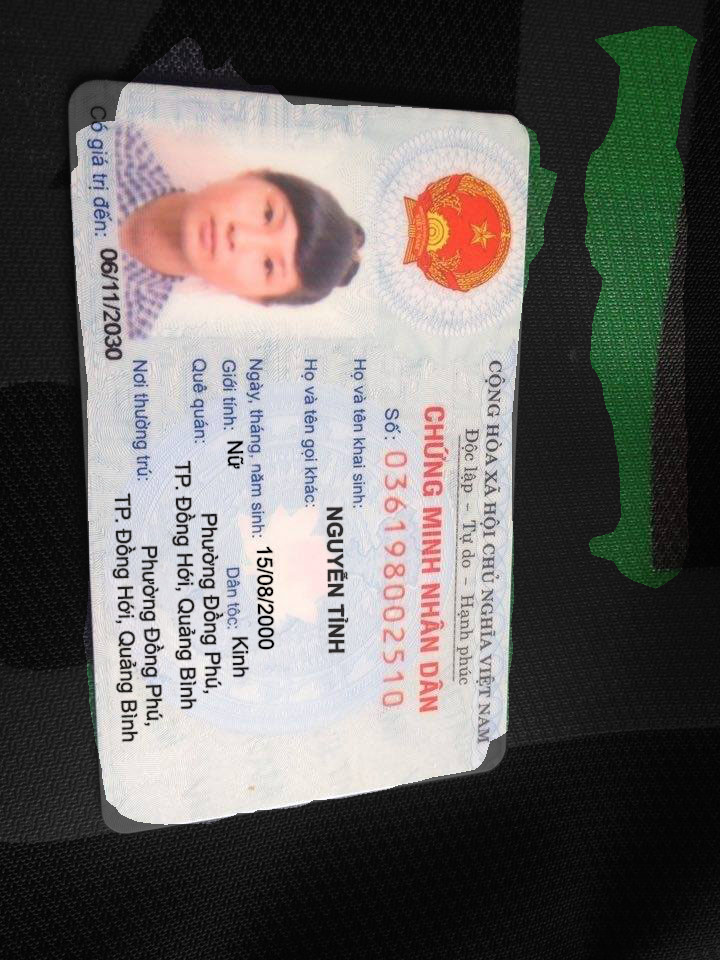 CỘNG HÒA XÃ HỘI CHỦ NGHĨA VIỆT NAM
Độc lập – Tự do – Hạnh phúc
CHỨNG MINH NHÂN DÂN
Số: 036198002510
Họ và tên khai sinh:
NGUYỄN TÌNH
Họ và tên gọi khác:
Ngày, tháng, năm sinh: 15/08/2000
Giới tính: Nữ Dân tộc: Kinh
Quê quán: Phường Đồng Phú,
TP. Đồng Hới, Quảng Bình
Nơi thường trú: Phường Đồng Phú,
TP. Đồng Hới, Quảng Bình
Có giá trị đến: 06/11/2030